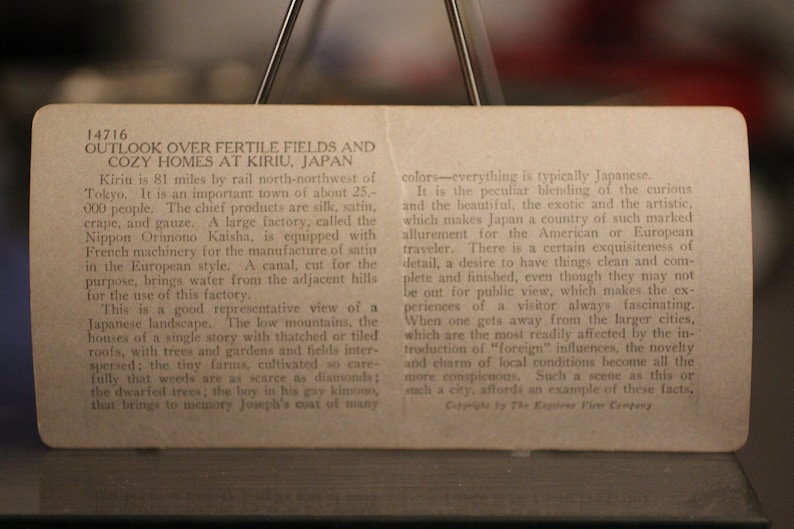 14716
OUTLOOK OVER FERTILE FIELDS AND
COZY HOMES AT KIRIU, JAPAN
Kiriu is 81 miles by rail north-northwest of
Tokyo. It is an important town of about 25,-
000 people. The chief products are silk, satin,
crape, and gauze. A large factory, called the
Nippon Orimono Kaisha, is equipped with
French machinery for the manufacture of satin
in the European style. A canal, cut for the
purpose, brings water from the adjacent hills
for the use of this factory.
This is a good representative view of a
Japanese landscape. The low mountains, the
houses of a single story with thatched or tiled
roofs, with trees and gardens and fields inter-
spersed; the tiny farms, cultivated so care-
fully that weeds are as scarce as diamonds;
the dwarfed trees; the boy in his gay kimono,
that brings to memory Joseph's coat of many
colors—everything is typically Japanese.
It is the peculiar blending of the curious
and the beautiful, the exotic and the artistic,
which makes Japan a country of such marked
allurement for the American or European
traveler. There is a certain exquisiteness of
detail, a desire to have things clean and com-
plete and finished, even though they may not
be out for public view, which makes the ex-
periences of a visitor always fascinating.
When one gets away from the larger cities,
which are the most readily affected by the in-
troduction of "foreign" influences, the novelty
and charm of local conditions become all the
more conspicuous. Such a scene as this or
such a city, affords an example of these facts.
Copyright by The Keystone View Company